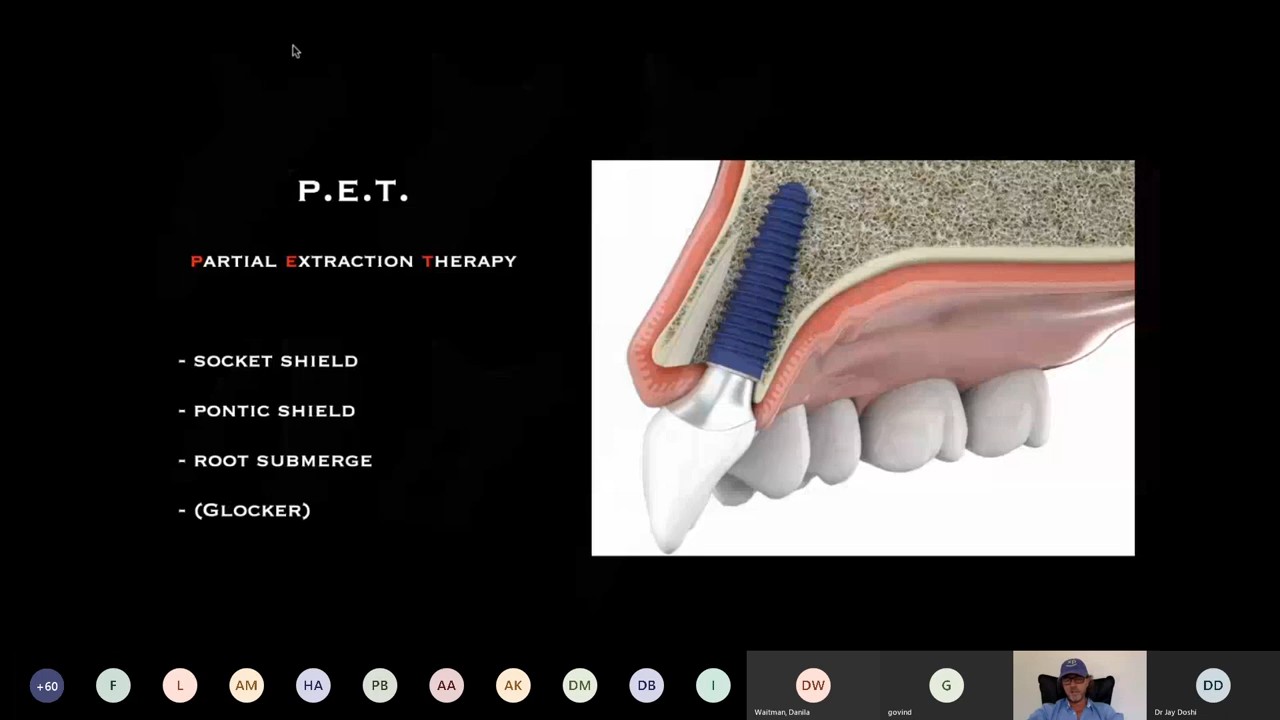 P.E.T.
PARTIAL EXTRACTION THERAPY
- SOCKET SHIELD
- PONTIC SHIELD
- ROOT SUBMERGE
- (GLOCKER)
+60 F L AM HA PB AA AK DM DB I DW G DD
Waitman, Danila govind Dr Jay Doshi